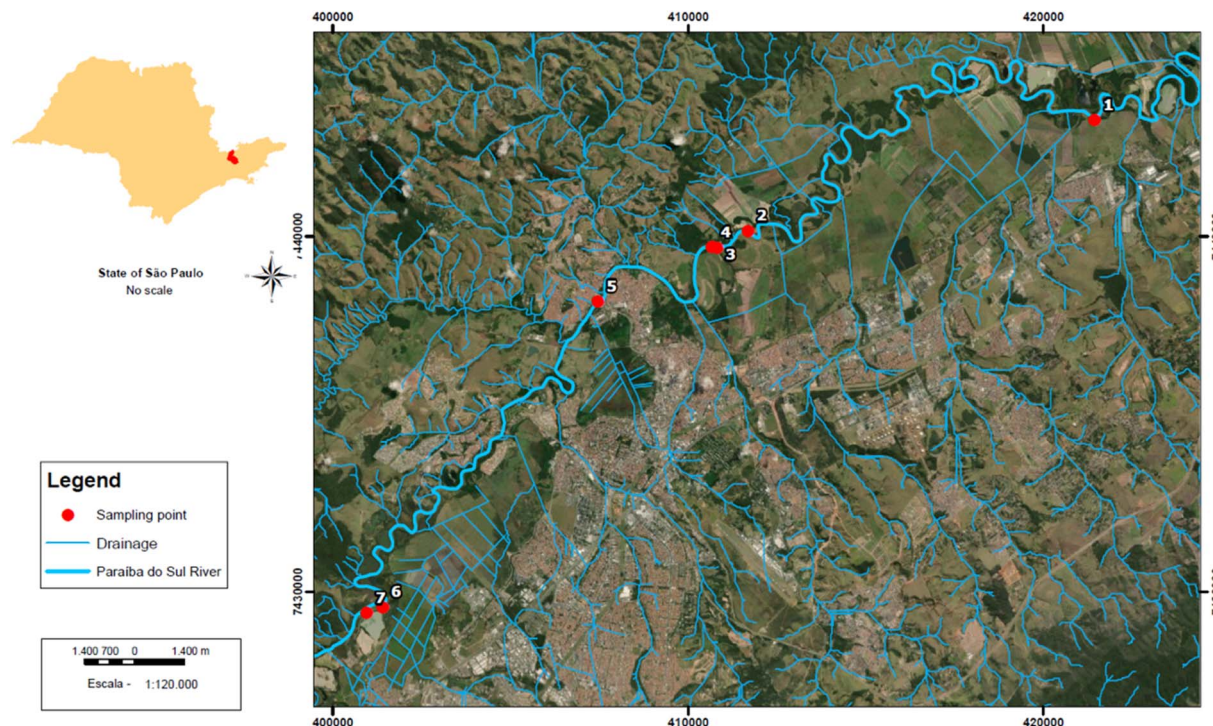 400000 410000 420000
1
2
7440000
4
3
5
State of São Paulo
No scale
Legend
Sampling point
Drainage
Paraíba do Sul River
7430000
6
7
1.400 700 0 1.400 m
Escala - 1:120.000
400000 410000 420000